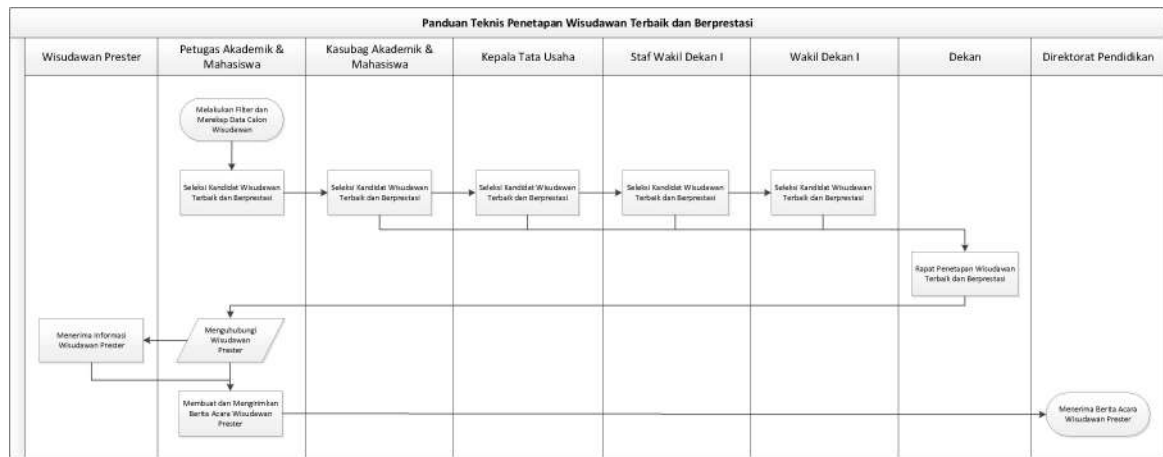 Panduan Teknis Penetapan Wisudawan Terbaik dan Berprestasi
Wisudawan Prester
Petugas Akademik &
Mahasiswa
Kasubag Akademik &
Mahasiswa
Kepala Tata Usaha
Staf Wakil Dekan I
Wakil Dekan I
Dekan
Direktorat Pendidikan
Melakukan Filter dan
Merekap Data Calon
Wisudawan
Seleksi Kandidat Wisudawan
Terbaik dan Berprestasi
Seleksi Kandidat Wisudawan
Terbaik dan Berprestasi
Seleksi Kandidat Wisudawan
Terbaik dan Berprestasi
Seleksi Kandidat Wisudawan
Terbaik dan Berprestasi
Seleksi Kandidat Wisudawan
Terbaik dan Berprestasi
Rapat Penetapan Wisudawan
Terbaik dan Berprestasi
Menerima Informasi
Wisudawan Prester
Menguhubungi
Wisudawan
Prester
Membuat dan Mengirimkan
Berita Acara Wisudawan
Prester
Menerima Berita Acara
Wisudawan Prester